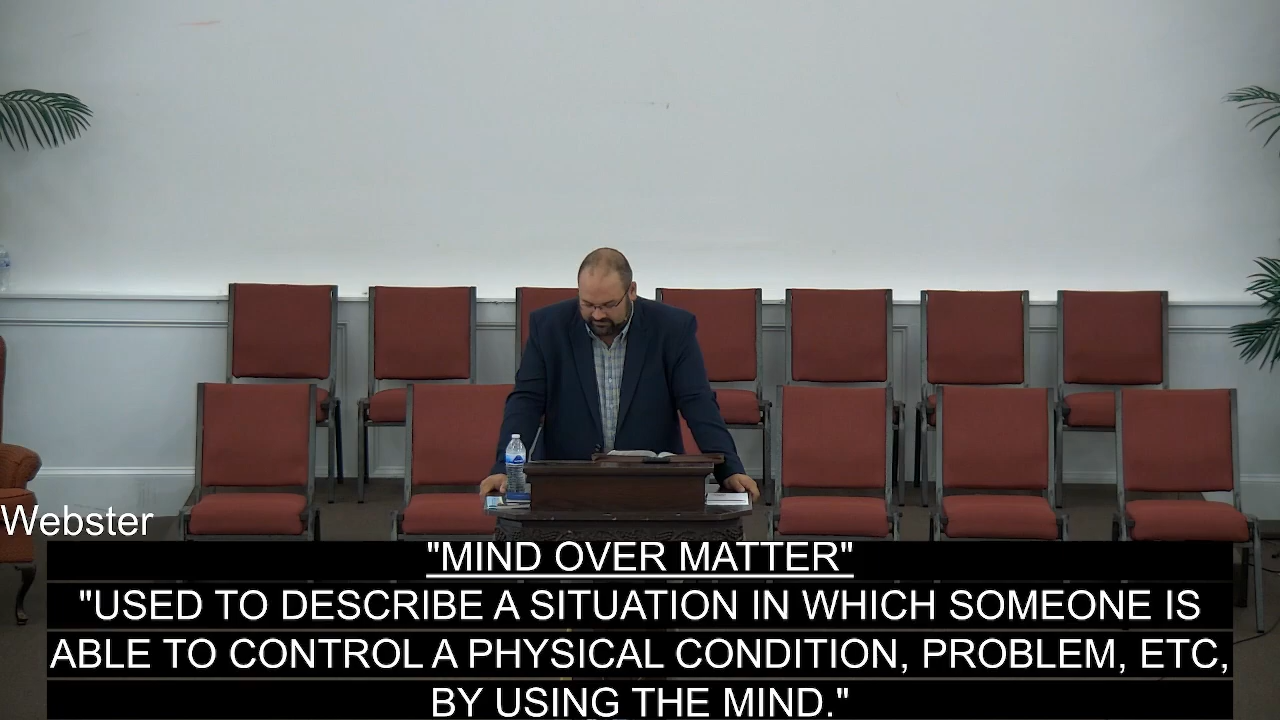 Webster
"MIND OVER MATTER"
"USED TO DESCRIBE A SITUATION IN WHICH SOMEONE IS
ABLE TO CONTROL A PHYSICAL CONDITION, PROBLEM, ETC,
BY USING THE MIND."